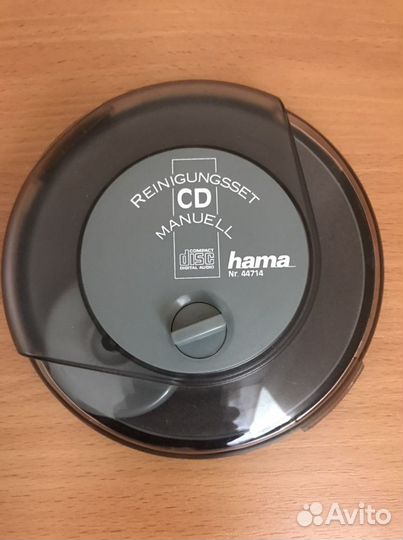 REINIGUNGSSET
CD
MANUELL
COMPACT
disc
DIGITAL AUDIO
hama
Nr. 44714
Avito